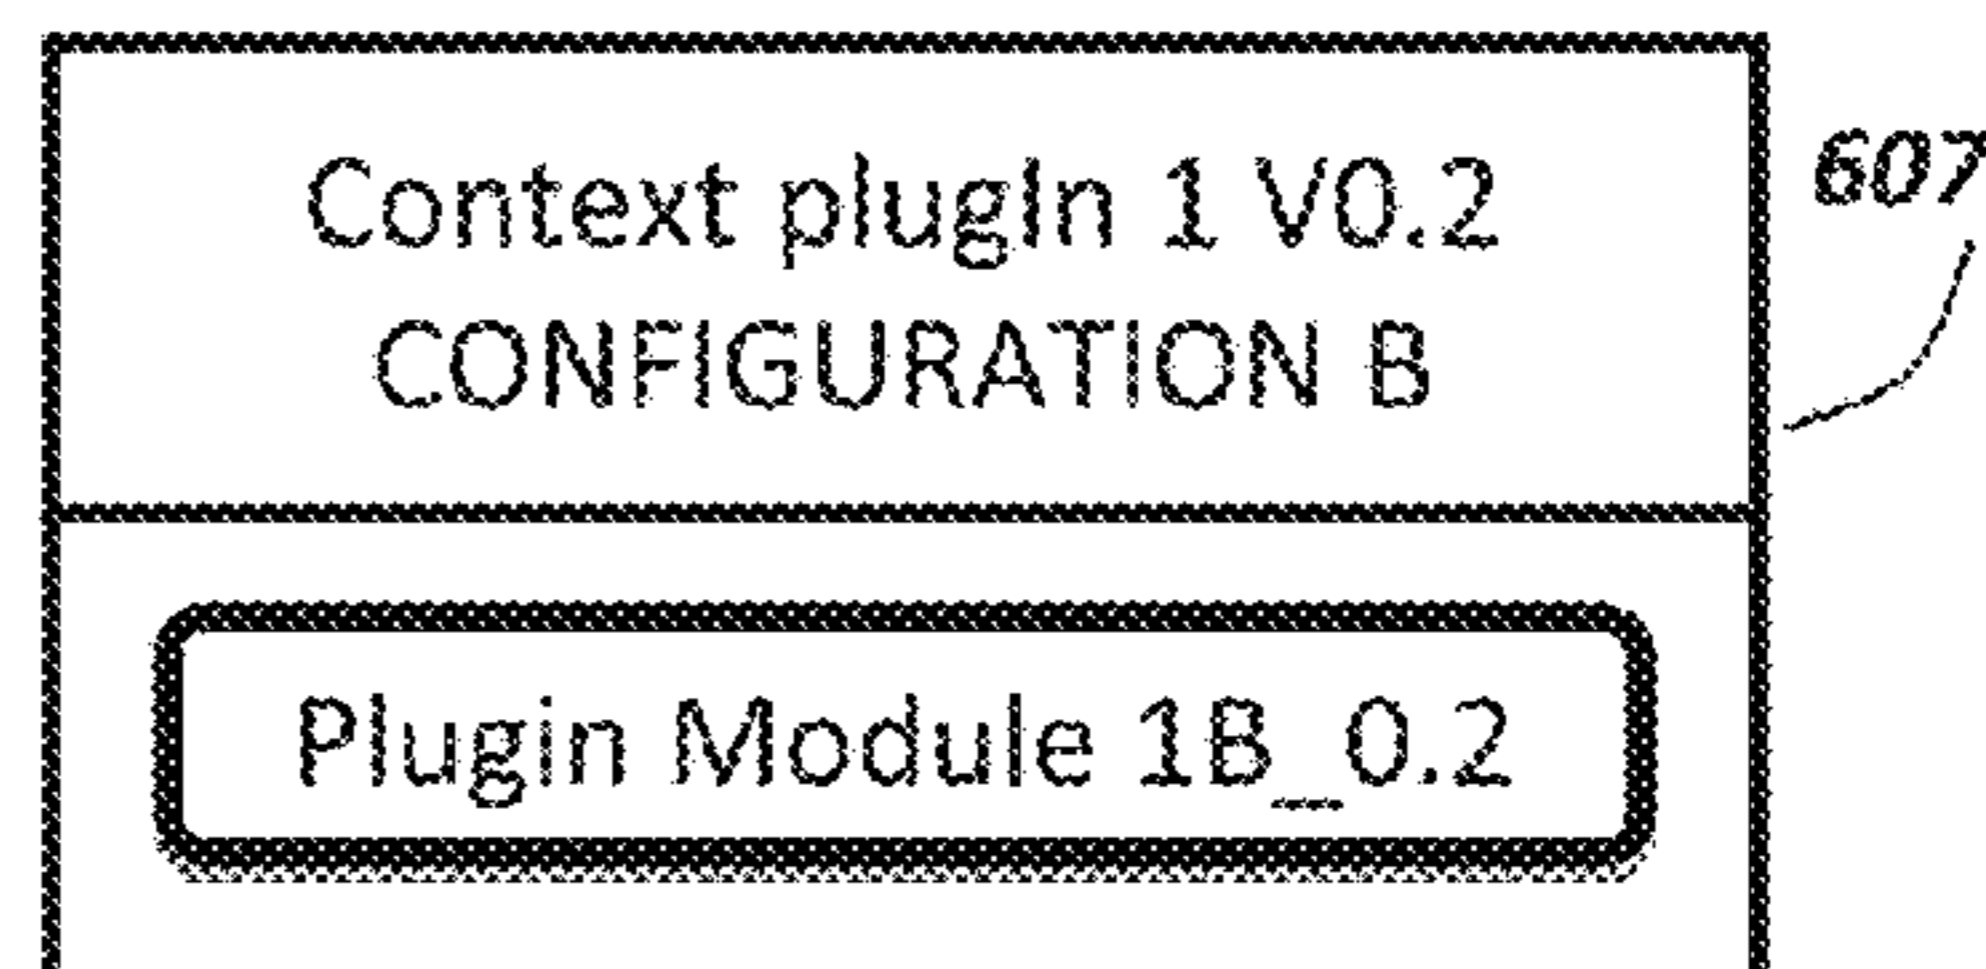 Context plugIn 1 V0.2
607
CONFIGURATION B
Plugin Module 1B_0.2